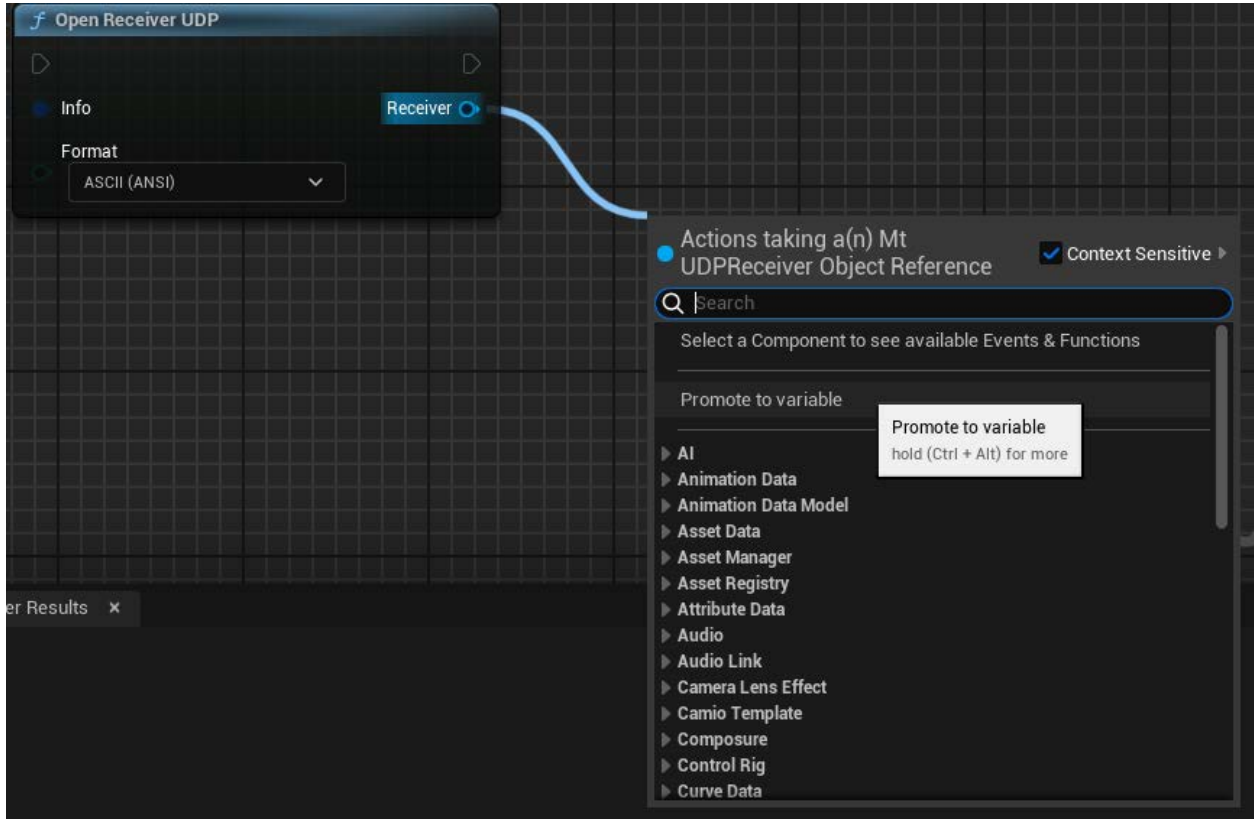 Open Receiver UDP
Info
Receiver
Format
ASCII (ANSI)
Actions taking a(n) Mt
UDPReceiver Object Reference
Context Sensitive
Search
Select a Component to see available Events & Functions
Promote to variable
Promote to variable
hold (Ctrl + Alt) for more
AI
Animation Data
Animation Data Model
Asset Data
Asset Manager
Asset Registry
Attribute Data
Audio
Audio Link
Camera Lens Effect
Camio Template
Composure
Control Rig
Curve Data
er Results